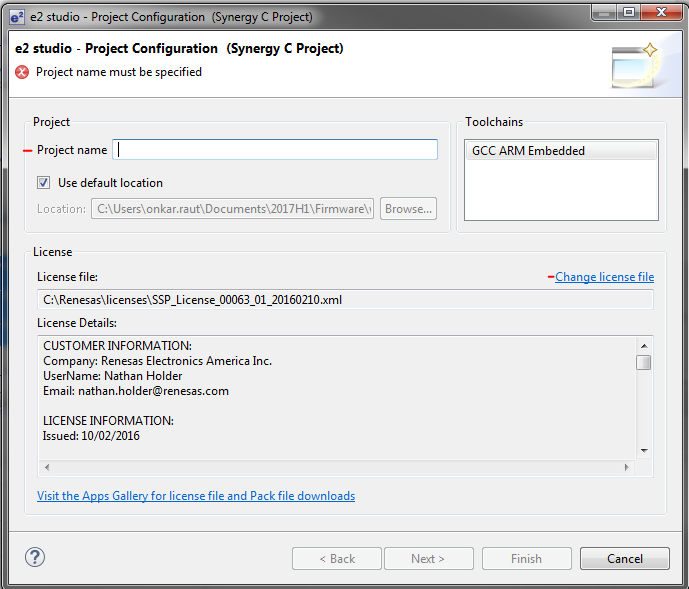 e2 studio - Project Configuration (Synergy C Project)
e2 studio - Project Configuration (Synergy C Project)
Project name must be specified
Project
Toolchains
Project name
GCC ARM Embedded
Use default location
Location: C:\Users\onkar.raut\Documents\2017H1\Firmware\ Browse...
License
License file:
Change license file
C:\Renesas\licenses\SSP_License_00063_01_20160210.xml
License Details:
CUSTOMER INFORMATION:
Company: Renesas Electronics America Inc.
UserName: Nathan Holder
Email: nathan.holder@renesas.com
LICENSE INFORMATION:
Issued: 10/02/2016
Visit the Apps Gallery for license file and Pack file downloads
? < Back Next > Finish Cancel